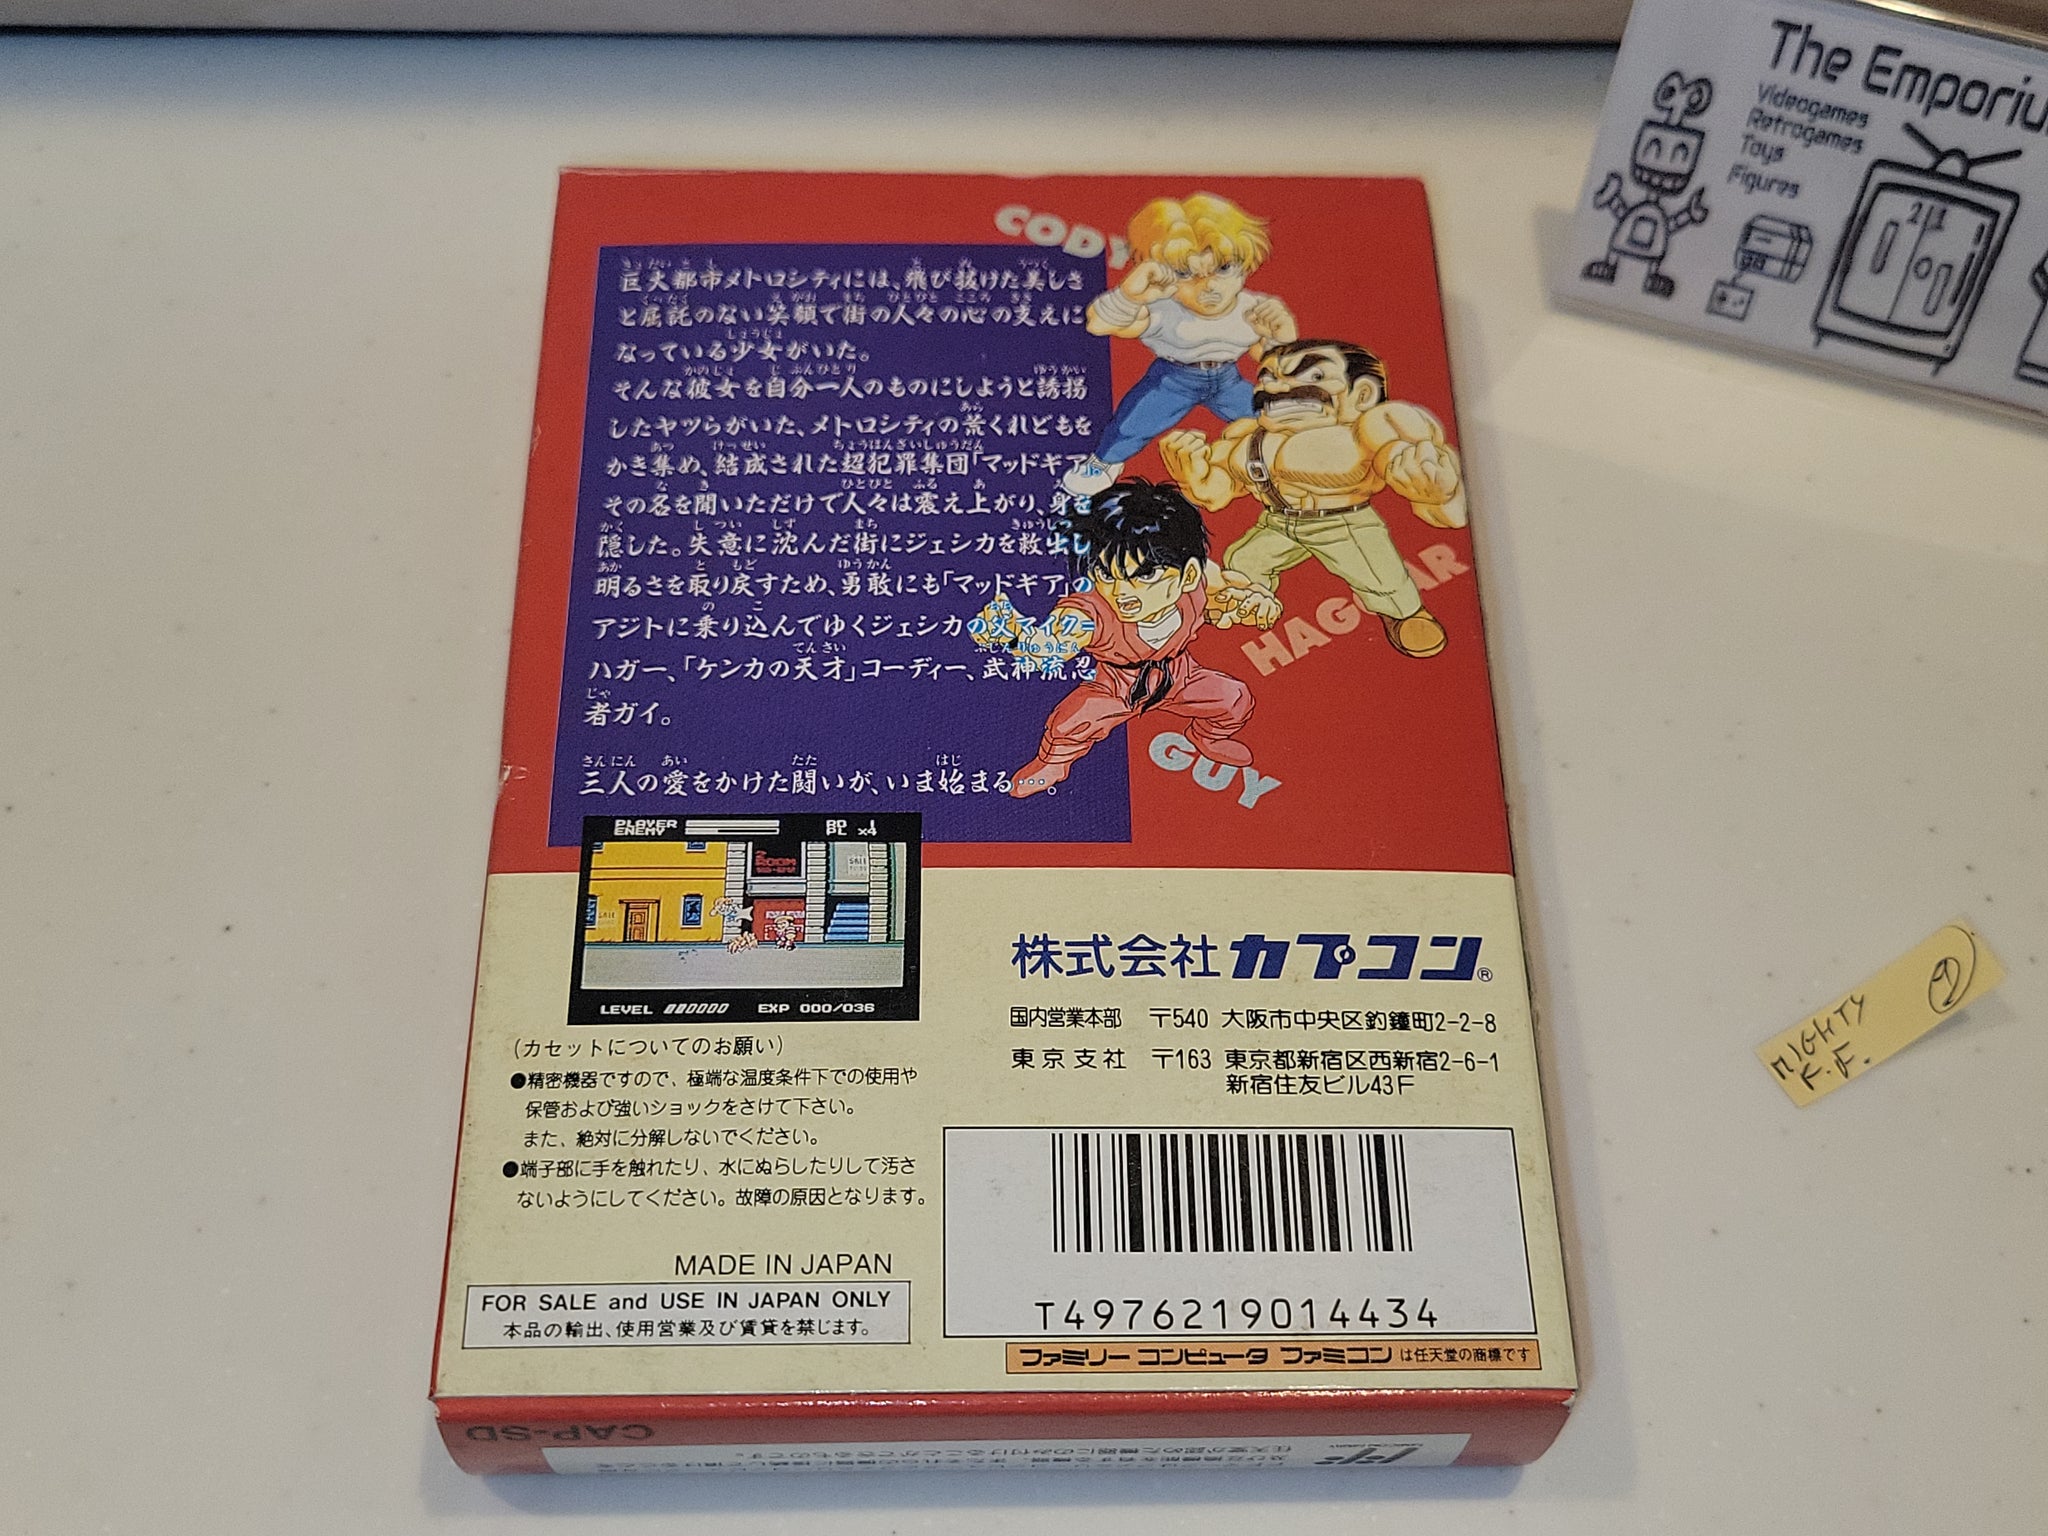 The Emporiu
Videogames
Retrogames
Toys
Figures
CODY
巨大都市メトロシティには、飛び抜けた美しさ
と屈託のない笑顔で街の人々の心の支えに
なっている少女がいた。
そんな彼女を自分一人のものにしようと誘拐
したヤツらがいた、メトロシティの荒くれどもを
かき集め、結成された超犯罪集団「マッドギア」。
その名を聞いただけで人々は震え上がり、身を
隠した。失意に沈んだ街にジェシカを救出し
明るさを取り戻すため、勇敢にも「マッドギア」の
アジトに乗り込んでゆくジェシカの父マイク=
ハガー、「ケンカの天才」コーディー、武神流忍
者ガイ。
三人の愛をかけた闘いが、いま始まる…。
HAGGAR
GUY
PLAYER
ENEMY
RD 1
PL x4
ROOM
SALE
LEVEL
EXP 000/036
(カセットについてのお願い)
●精密機器ですので、極端な温度条件下での使用や
保管および強いショックをさけて下さい。
また、絶対に分解しないでください。
●端子部に手を触れたり、水にぬらしたりして汚さ
ないようにしてください。故障の原因となります。
MADE IN JAPAN
FOR SALE and USE IN JAPAN ONLY
本品の輸出、使用営業及び賃貸を禁じます。
株式会社カプコン®
国内営業本部 〒540 大阪市中央区釣鐘町2-2-8
東京支社 〒163 東京都新宿区西新宿2-6-1
新宿住友ビル43F
T4976219014434
ファミリーコンピュータ ファミコンは任天堂の商標です
CAP-SD
MIGHTY
F.F.